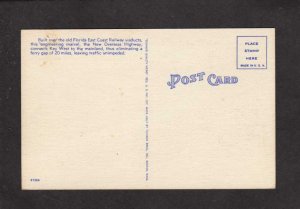 Built over the old Florida East Coast Railway viaducts,
this engineering marvel, the New Overseas Highway,
connects Key West to the mainland, thus eliminating a
ferry gap of 20 miles, leaving traffic unimpeded.
PLACE
STAMP
HERE
MADE IN U. S. A.
POST CARD